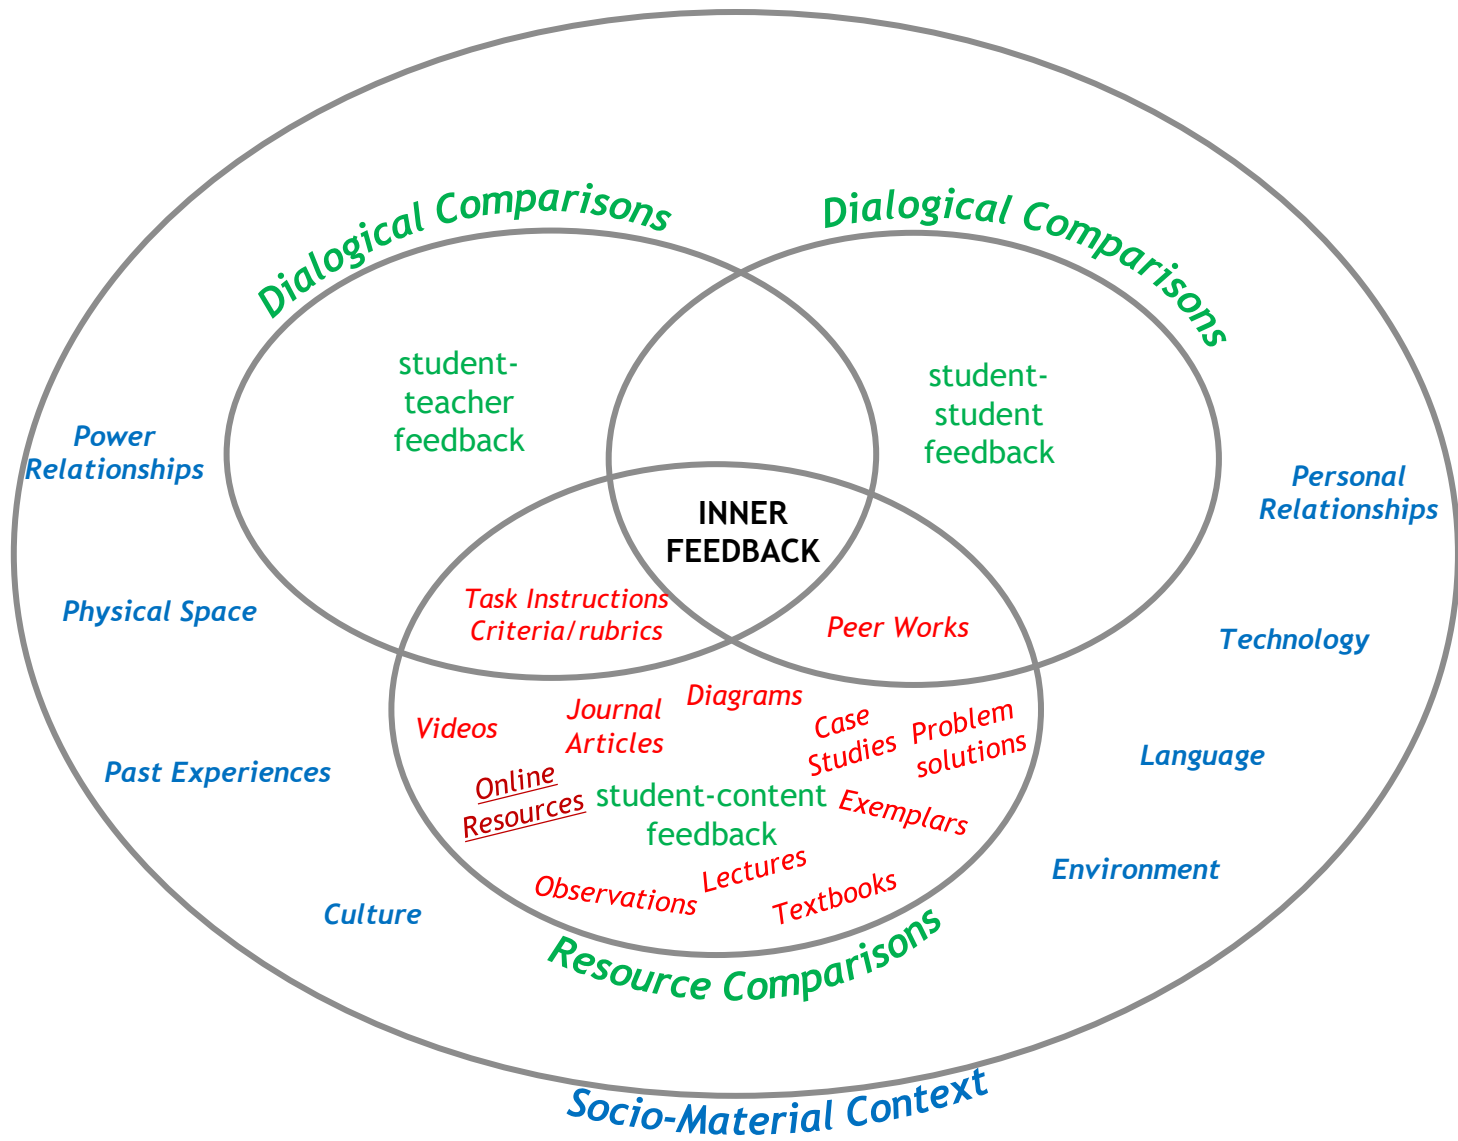 Dialogical Comparisons
Dialogical Comparisons
student-
teacher
feedback
student-
student
feedback
Power
Relationships
Personal
Relationships
INNER
FEEDBACK
Physical Space
Task Instructions
Criteria/rubrics
Peer Works
Technology
Videos
Journal
Articles
Diagrams
Case
Studies
Problem
solutions
Past Experiences
Language
Online
Resources
student-content
feedback
Exemplars
Lectures
Observations
Textbooks
Environment
Culture
Resource Comparisons
Socio-Material Context